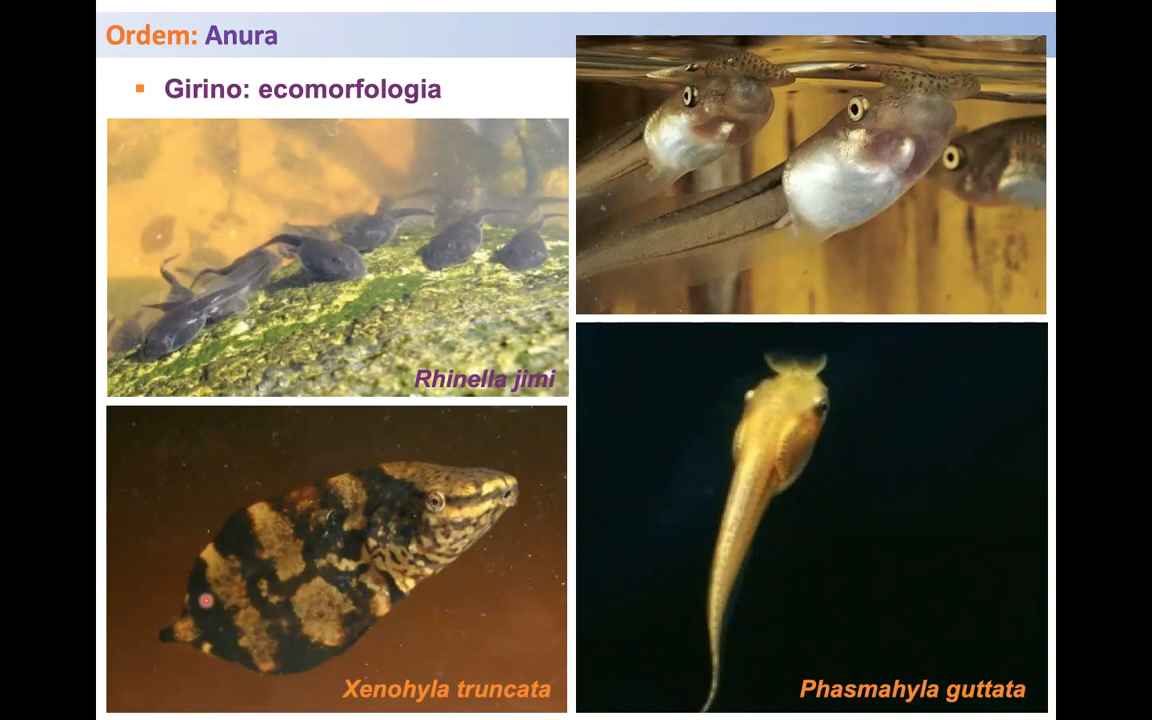 Ordem: Anura
Girino: ecomorfologia
Rhinella jimi
Xenohyla truncata
Phasmahyla guttata